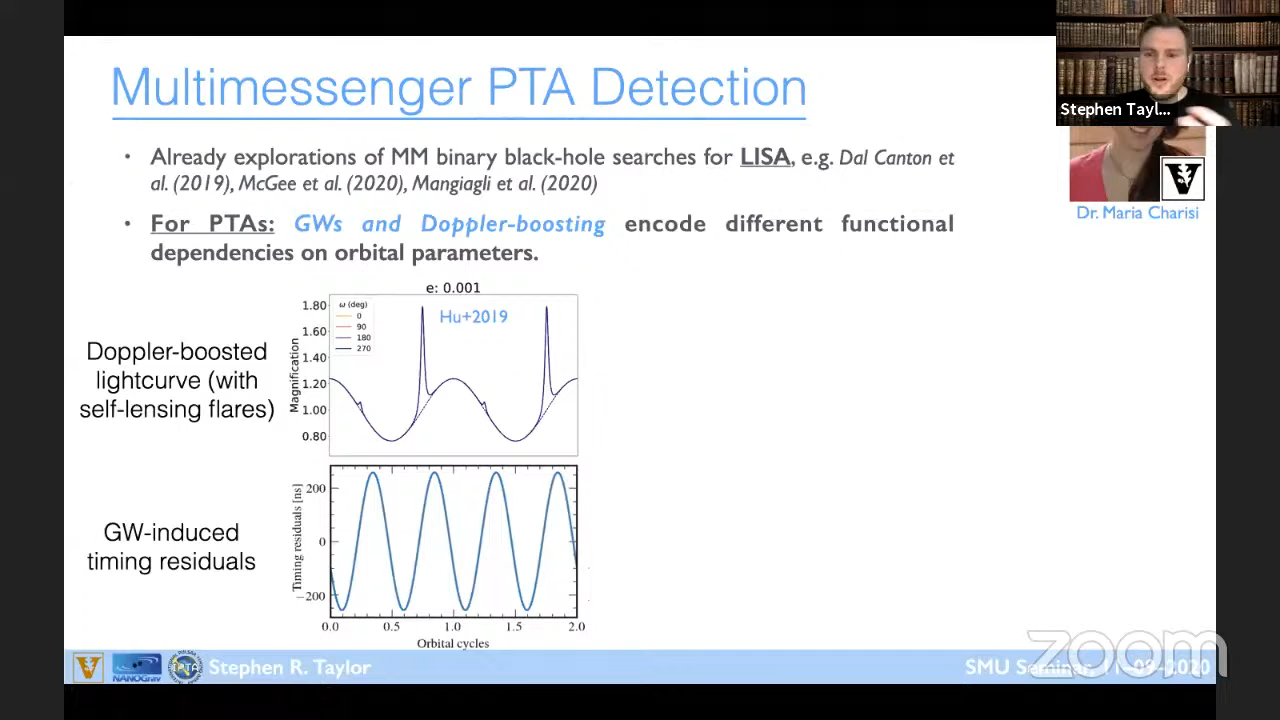 Multimessenger PTA Detection
Stephen Tayl...
• Already explorations of MM binary black-hole searches for LISA, e.g. Dal Canton et
al. (2019), McGee et al. (2020), Mangiagli et al. (2020)
Dr. Maria Charisi
• For PTAs: GWs and Doppler-boosting encode different functional
dependencies on orbital parameters.
e: 0.001
ω (deg)
0
90
180
270
Hu+2019
1.80
1.60
1.40
1.20
1.00
0.80
Magnification
Doppler-boosted
lightcurve (with
self-lensing flares)
GW-induced
timing residuals
Timing residuals [ns]
200
0
−200
0.0 0.5 1.0 1.5 2.0
Orbital cycles
V
NANOGrav
IPTA
Stephen R. Taylor
SMU Seminar, 11-09-2020
zoom